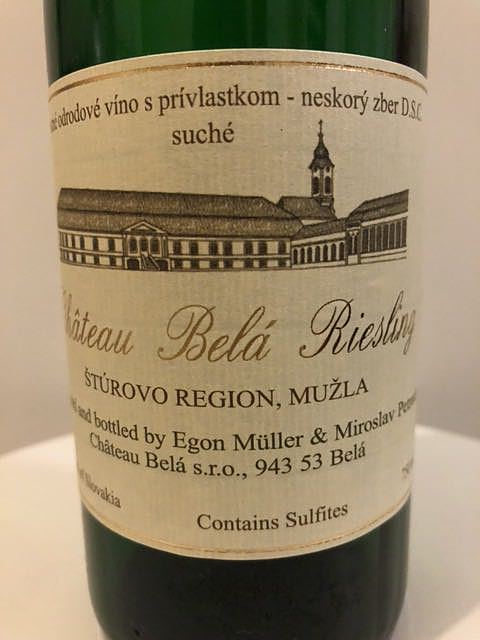 odrodové víno s prívlastkom - neskorý zber D.S.C.
suché
Château Belá Riesling
ŠTÚROVO REGION, MUŽLA
and bottled by Egon Müller & Miroslav
Château Belá s.r.o., 943 53 Belá
Slovakia
Contains Sulfites